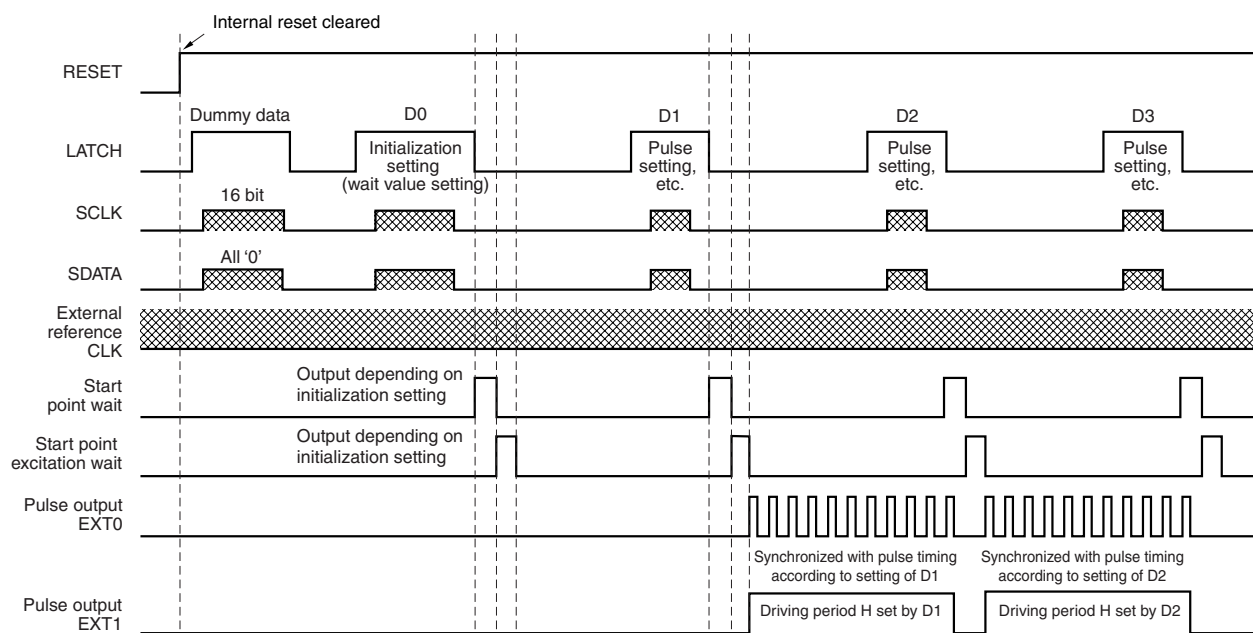 Internal reset cleared
RESET
Dummy data
D0
D1
D2
D3
LATCH
Initialization
setting
(wait value setting)
Pulse
setting,
etc.
Pulse
setting,
etc.
Pulse
setting,
etc.
16 bit
SCLK
All ‘0’
SDATA
External
reference
CLK
Start
point wait
Output depending on
initialization setting
Start point
excitation wait
Output depending on
initialization setting
Pulse output
EXT0
Synchronized with pulse timing
according to setting of D1
Synchronized with pulse timing
according to setting of D2
Pulse output
EXT1
Driving period H set by D1
Driving period H set by D2